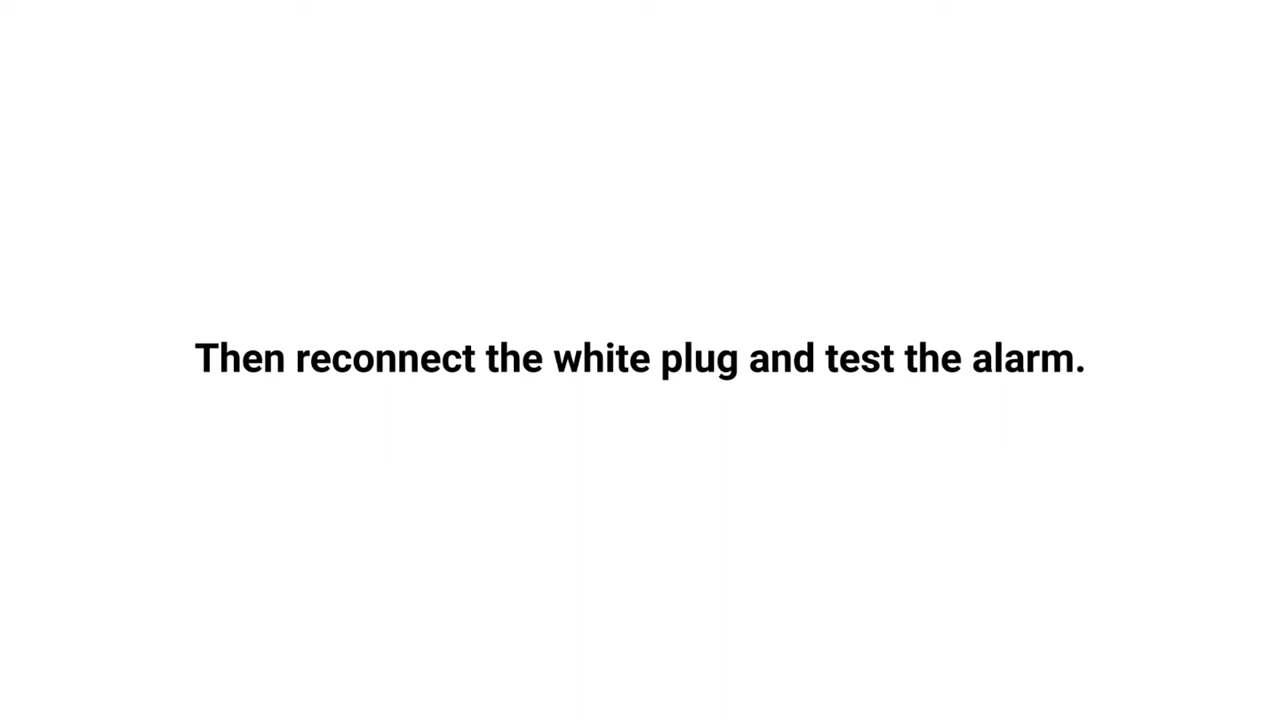 Then reconnect the white plug and test the alarm.